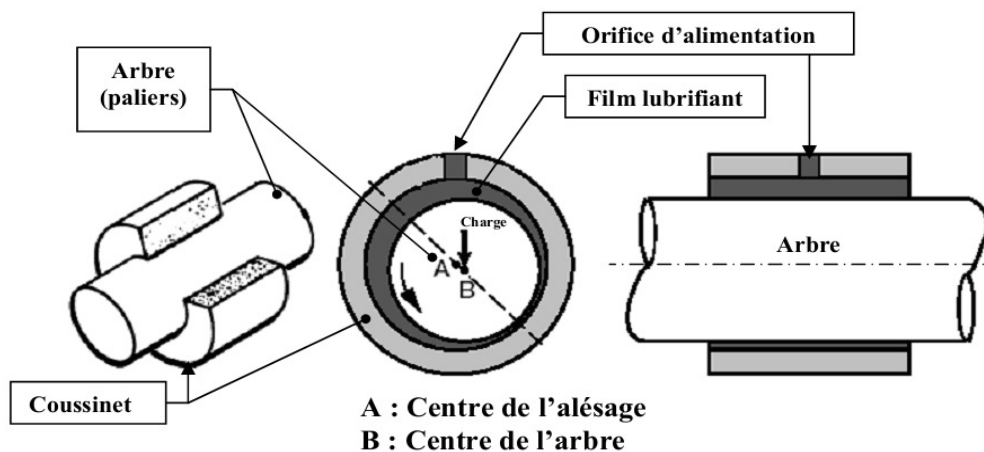 Orifice d’alimentation
Arbre
(paliers)
Film lubrifiant
Charge
A
B
Arbre
Coussinet
A : Centre de l’alésage
B : Centre de l’arbre